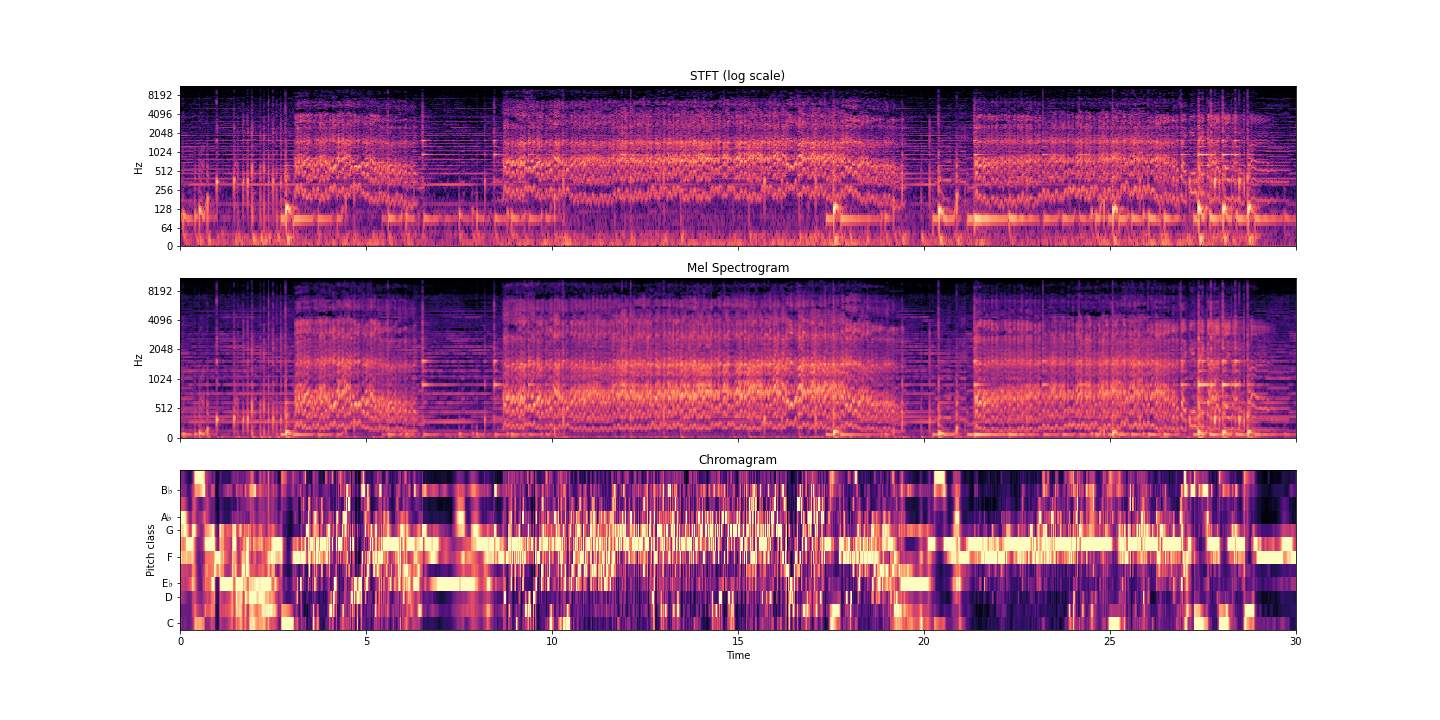 STFT (log scale)
8192
4096
2048
1024
512
256
128
64
0
Hz
Mel Spectrogram
8192
4096
2048
1024
512
0
Hz
Chromagram
B♭
A♭
G
F
E♭
D
C
Pitch class
0 5 10 15 20 25 30
Time